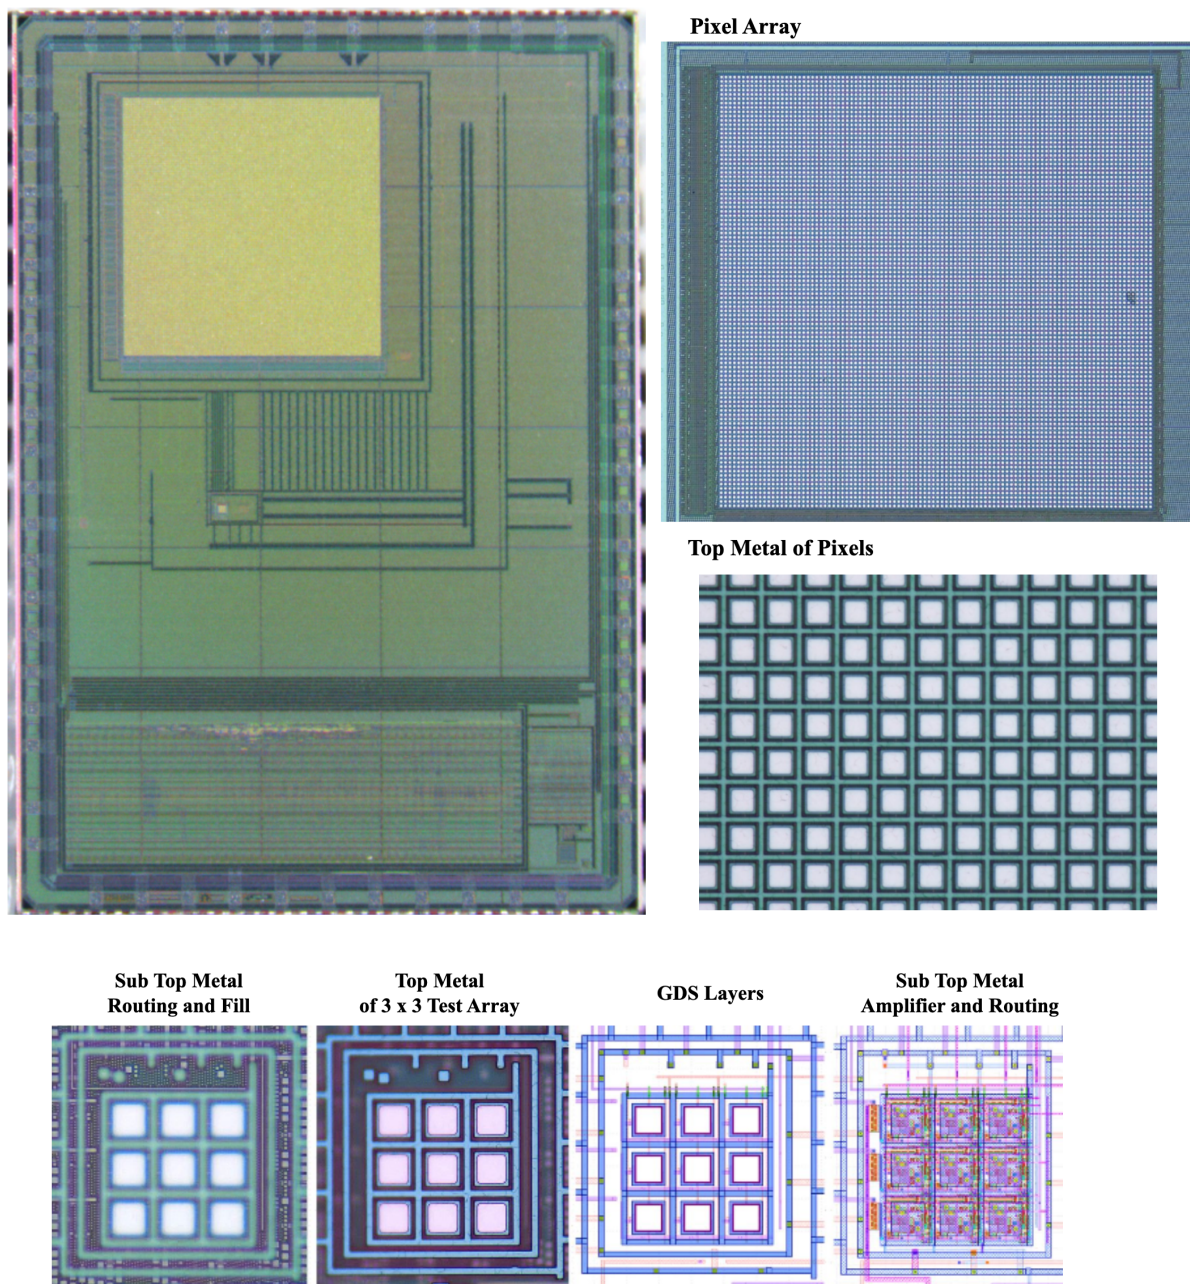 Pixel Array
Top Metal of Pixels
Sub Top Metal
Routing and Fill
Top Metal
of 3 x 3 Test Array
GDS Layers
Sub Top Metal
Amplifier and Routing